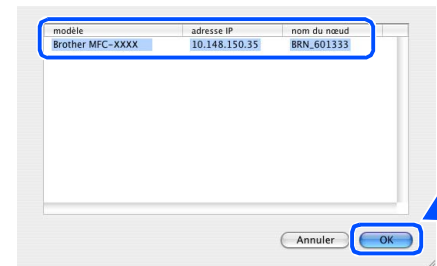 modèle adresse IP nom du nœud
Brother MFC-XXXX 10.148.150.35 BRN_601333
Annuler OK